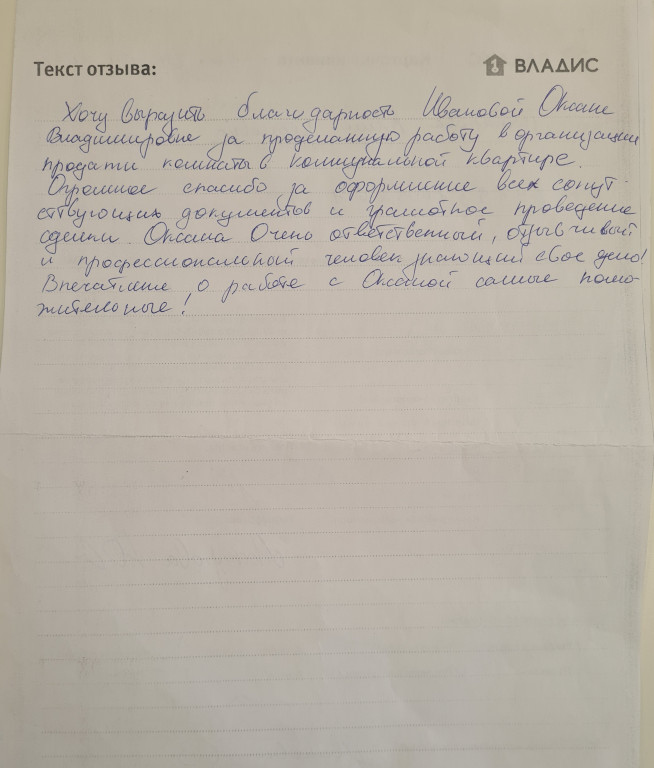 Текст отзыва:
ВЛАДИС
Хочу выразить благодарность Ивановой Оксане
Владимировне за проделанную работу в организации
продажи комнаты в коммунальной квартире.
Огромное спасибо за оформление всех сопут-
ствующих документов и грамотное проведение
сделки. Оксана Очень ответственный, отзывчивый
и профессиональный человек знающий свое дело!
Впечатление о работе с Оксаной самые поло-
жительные!